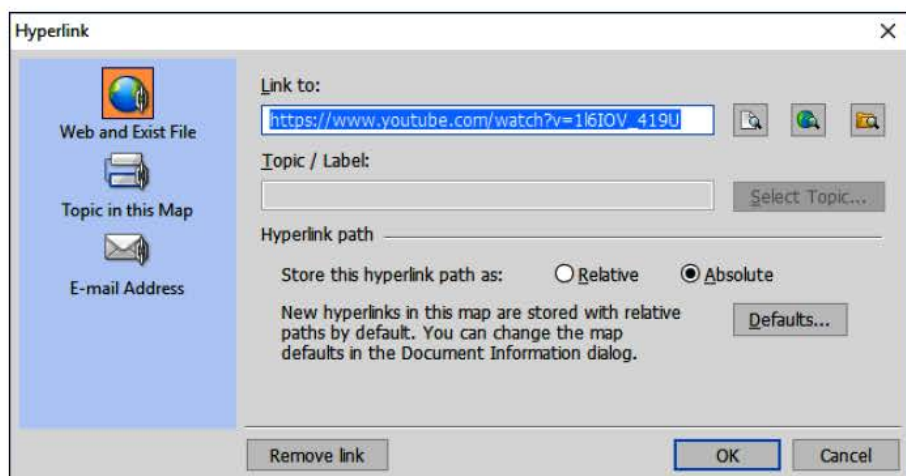 Hyperlink
Web and Exist File
Topic in this Map
E-mail Address
Link to:
https://www.youtube.com/watch?v=1l6IOV_419U
Topic / Label:
Select Topic...
Hyperlink path
Store this hyperlink path as: Relative Absolute
New hyperlinks in this map are stored with relative
paths by default. You can change the map
defaults in the Document Information dialog.
Defaults...
Remove link
OK
Cancel